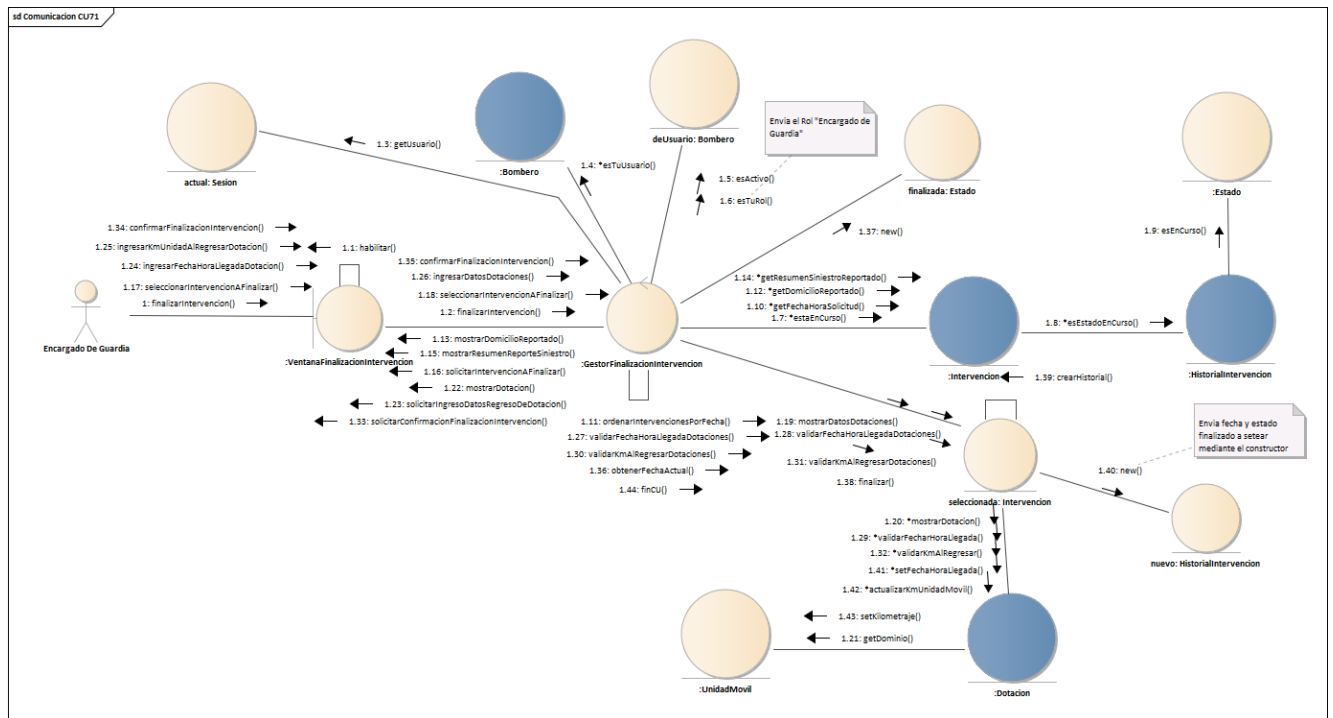 sd Comunicacion CU71
actual: Sesion
1.3: getUsuario()
:Bombero
1.4: *esTuUsuario()
deUsuario: Bombero
1.5: esActivo()
1.6: esTuRol()
Envia el Rol "Encargado de
Guardia"
finalizada: Estado
1.37: new()
:Estado
1.9: esEnCurso()
1.34: confirmarFinalizacionIntervencion()
1.25: ingresarKmUnidadAlRegresarDotacion()
1.24: ingresarFechaHoraLlegadaDotacion()
1.17: seleccionarIntervencionAFinalizar()
1: finalizarIntervencion()
1.1: habilitar()
Encargado De Guardia
:VentanaFinalizacionIntervencion
1.35: confirmarFinalizacionIntervencion()
1.26: ingresarDatosDotaciones()
1.18: seleccionarIntervencionAFinalizar()
1.2: finalizarIntervencion()
1.13: mostrarDomicilioReportado()
1.15: mostrarResumenReporteSiniestro()
1.16: solicitarIntervencionAFinalizar()
1.22: mostrarDotacion()
1.23: solicitarIngresoDatosRegresoDeDotacion()
1.33: solicitarConfirmacionFinalizacionIntervencion()
:GestorFinalizacionIntervencion
1.14: *getResumenSiniestroReportado()
1.12: *getDomicilioReportado()
1.10: *getFechaHoraSolicitud()
1.7: *estaEnCurso()
:Intervencion
1.8: *esEstadoEnCurso()
:HistorialIntervencion
1.39: crearHistorial()
1.11: ordenarIntervencionesPorFecha()
1.27: validarFechaHoraLlegadaDotaciones()
1.30: validarKmAlRegresarDotaciones()
1.36: obtenerFechaActual()
1.44: finCU()
1.19: mostrarDatosDotaciones()
1.28: validarFechaHoraLlegadaDotaciones()
1.31: validarKmAlRegresarDotaciones()
1.38: finalizar()
seleccionada: Intervencion
Envia fecha y estado
finalizado a setear
mediante el constructor
1.40: new()
nuevo: HistorialIntervencion
1.20: *mostrarDotacion()
1.29: *validarFecharHoraLlegada()
1.32: *validarKmAlRegresar()
1.41: *setFechaHoraLlegada()
1.42: *actualizarKmUnidadMovil()
1.43: setKilometraje()
1.21: getDominio()
:UnidadMovil
:Dotacion